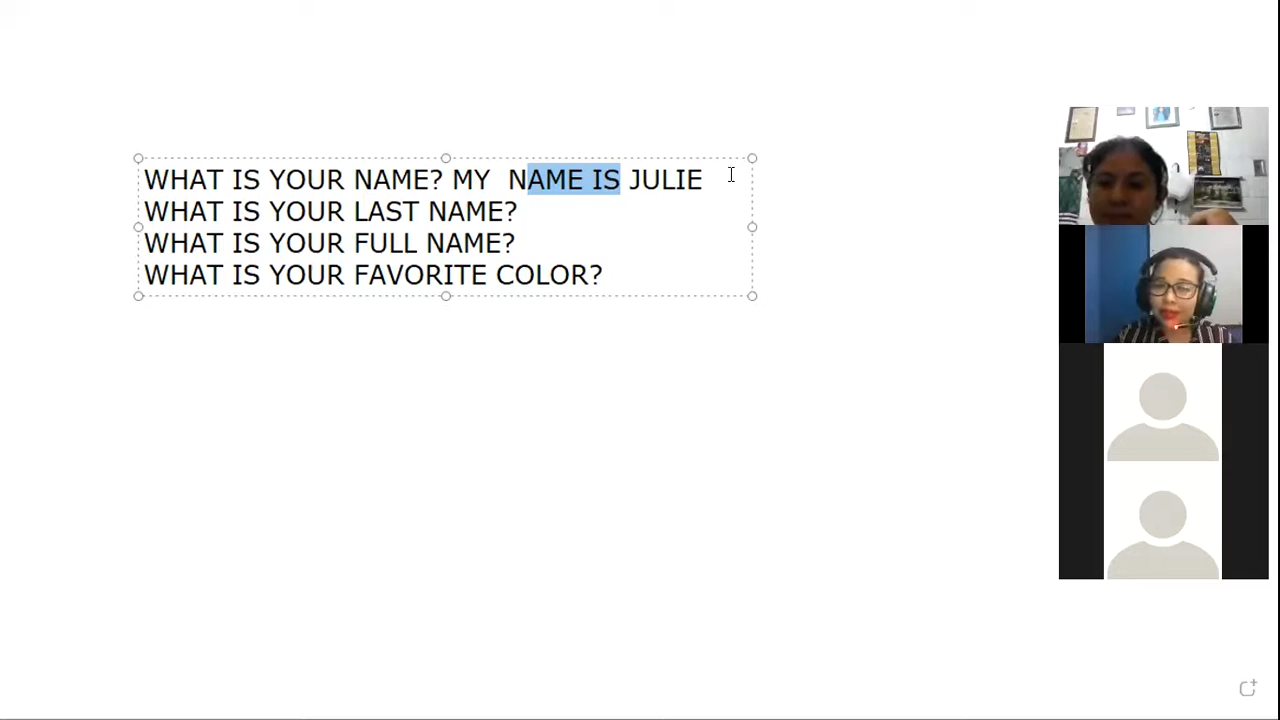 WHAT IS YOUR NAME? MY  NAME IS JULIE
WHAT IS YOUR LAST NAME?
WHAT IS YOUR FULL NAME?
WHAT IS YOUR FAVORITE COLOR?